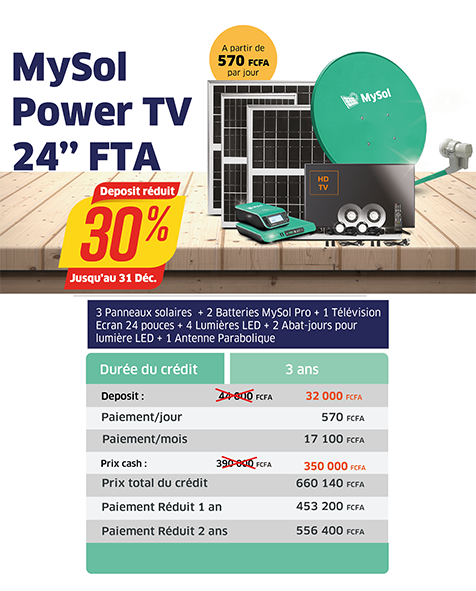 MySol
Power TV
24” FTA
A partir de
570 FCFA
par jour
MySol
HD
TV
Deposit réduit
30%
Jusqu'au 31 Déc.
3 Panneaux solaires + 2 Batteries MySol Pro + 1 Télévision
Ecran 24 pouces + 4 Lumières LED + 2 Abat-jours pour
lumière LED + 1 Antenne Parabolique
Durée du crédit 3 ans
Deposit : 44 000 FCFA 32 000 FCFA
Paiement/jour 570 FCFA
Paiement/mois 17 100 FCFA
Prix cash : 390 000 FCFA 350 000 FCFA
Prix total du crédit 660 140 FCFA
Paiement Réduit 1 an 453 200 FCFA
Paiement Réduit 2 ans 556 400 FCFA